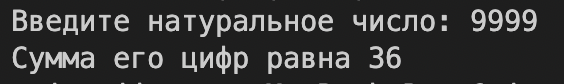 Введите натуральное число: 9999
Сумма его цифр равна 36